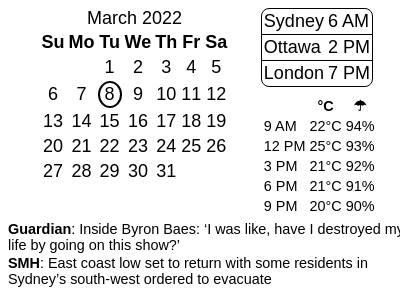 March 2022
Su Mo Tu We Th Fr Sa
1 2 3 4 5
6 7 8 9 10 11 12
13 14 15 16 17 18 19
20 21 22 23 24 25 26
27 28 29 30 31
Sydney 6 AM
Ottawa 2 PM
London 7 PM
°C ☂
9 AM 22°C 94%
12 PM 25°C 93%
3 PM 21°C 92%
6 PM 21°C 91%
9 PM 20°C 90%
Guardian: Inside Byron Baes: ‘I was like, have I destroyed my
life by going on this show?’
SMH: East coast low set to return with some residents in
Sydney’s south-west ordered to evacuate